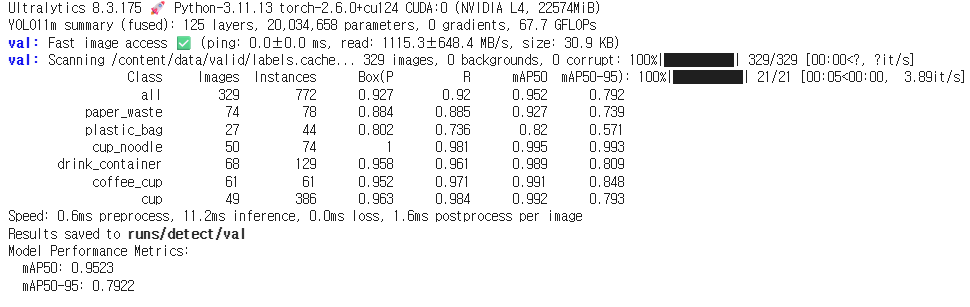 Ultralytics 8.3.175 🚀 Python-3.11.13 torch-2.6.0+cu124 CUDA:0 (NVIDIA L4, 22574MiB)
YOLO11m summary (fused): 125 layers, 20,034,658 parameters, 0 gradients, 67.7 GFLOPs
val: Fast image access ✅ (ping: 0.0±0.0 ms, read: 1115.3±648.4 MB/s, size: 30.9 KB)
val: Scanning /content/data/valid/labels.cache... 329 images, 0 backgrounds, 0 corrupt: 100%|██████████| 329/329 [00:00<?, ?it/s]
Class Images Instances Box(P R mAP50 mAP50-95): 100%|██████████| 21/21 [00:05<00:00, 3.89it/s]
all 329 772 0.927 0.92 0.952 0.792
paper_waste 74 78 0.884 0.885 0.927 0.739
plastic_bag 27 44 0.802 0.736 0.82 0.571
cup_noodle 50 74 1 0.981 0.995 0.993
drink_container 68 129 0.958 0.961 0.989 0.809
coffee_cup 61 61 0.952 0.971 0.991 0.848
cup 49 386 0.963 0.984 0.992 0.793
Speed: 0.6ms preprocess, 11.2ms inference, 0.0ms loss, 1.6ms postprocess per image
Results saved to runs/detect/val
Model Performance Metrics:
mAP50: 0.9523
mAP50-95: 0.7922